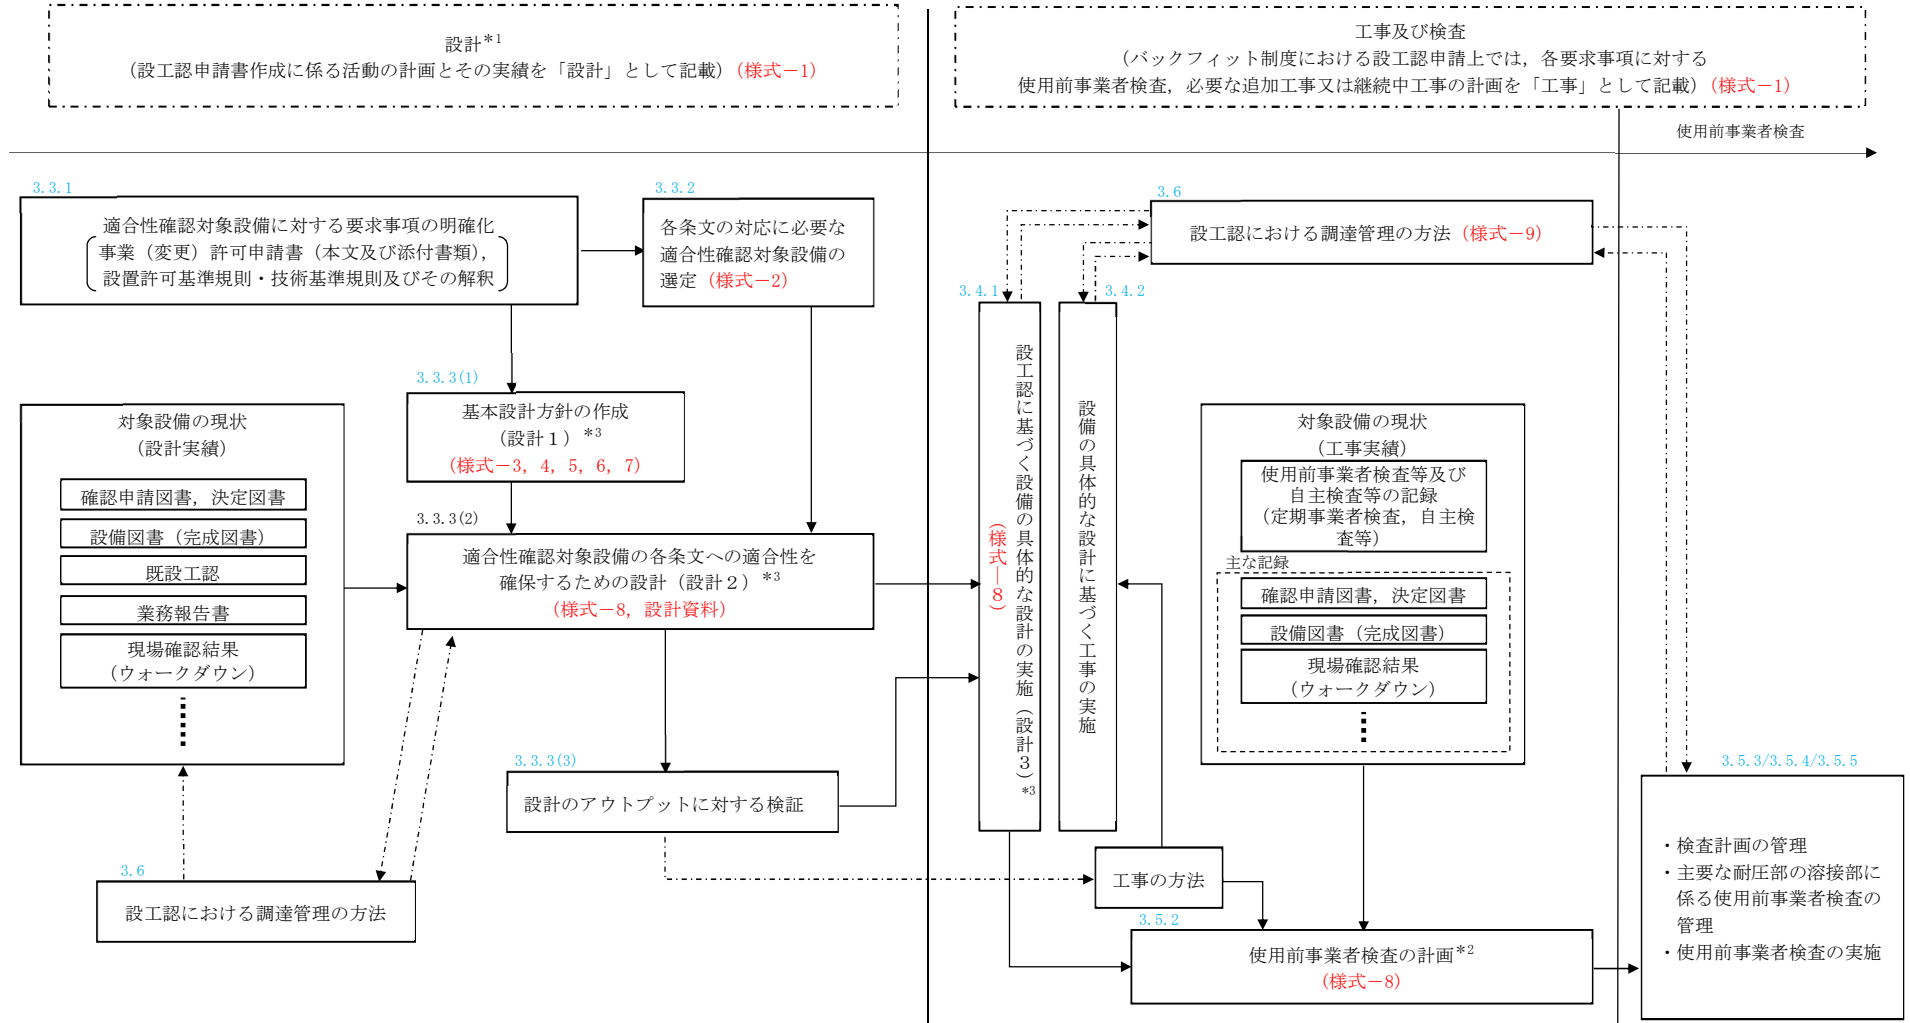 設計*1
(設工認申請書作成に係る活動の計画とその実績を「設計」として記載)(様式－1)
工事及び検査
(バックフィット制度における設工認申請上では，各要求事項に対する
使用前事業者検査，必要な追加工事又は継続中工事の計画を「工事」として記載)(様式－1)
使用前事業者検査
3.3.1
適合性確認対象設備に対する要求事項の明確化
事業（変更）許可申請書（本文及び添付書類），
設置許可基準規則・技術基準規則及びその解釈
3.3.2
各条文の対応に必要な
適合性確認対象設備の
選定（様式－2）
3.3.3(1)
基本設計方針の作成
（設計１）*3
（様式－3, 4, 5, 6, 7）
対象設備の現状
（設計実績）
確認申請図書，決定図書
設備図書（完成図書）
既設工認
業務報告書
現場確認結果
（ウォークダウン）
3.3.3(2)
適合性確認対象設備の各条文への適合性を
確保するための設計（設計２）*3
（様式－8, 設計資料）
3.3.3(3)
設計のアウトプットに対する検証
3.6
設工認における調達管理の方法
3.6
設工認における調達管理の方法（様式－9）
3.4.1
設工認に基づく設備の具体的な設計の実施（設計３）*3
（様式－8）
3.4.2
設備の具体的な設計に基づく工事の実施
対象設備の現状
（工事実績）
使用前事業者検査等及び
自主検査等の記録
（定期事業者検査，自主検
査等）
主な記録
確認申請図書，決定図書
設備図書（完成図書）
現場確認結果
（ウォークダウン）
工事の方法
3.5.2
使用前事業者検査の計画*2
（様式－8）
3.5.3/3.5.4/3.5.5
・検査計画の管理
・主要な耐圧部の溶接部に
係る使用前事業者検査の
管理
・使用前事業者検査の実施